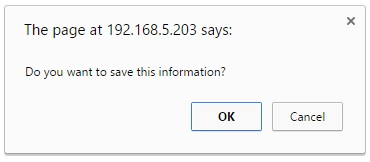 The page at 192.168.5.203 says:
Do you want to save this information?
OK Cancel